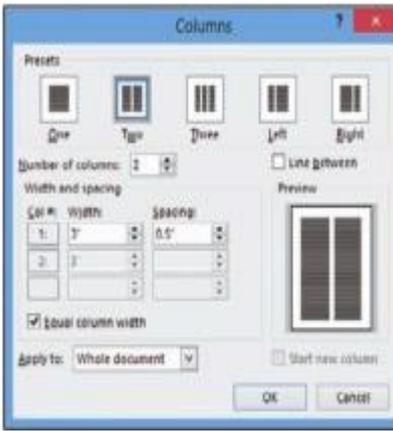 Columns ? x
Presets
One Two Three Left Right
Number of columns: 2 Line between
Width and spacing Preview
Col #: Width: Spacing:
1: 3" 0.5"
2: 3"
Equal column width
Apply to: Whole document Start new column
OK Cancel